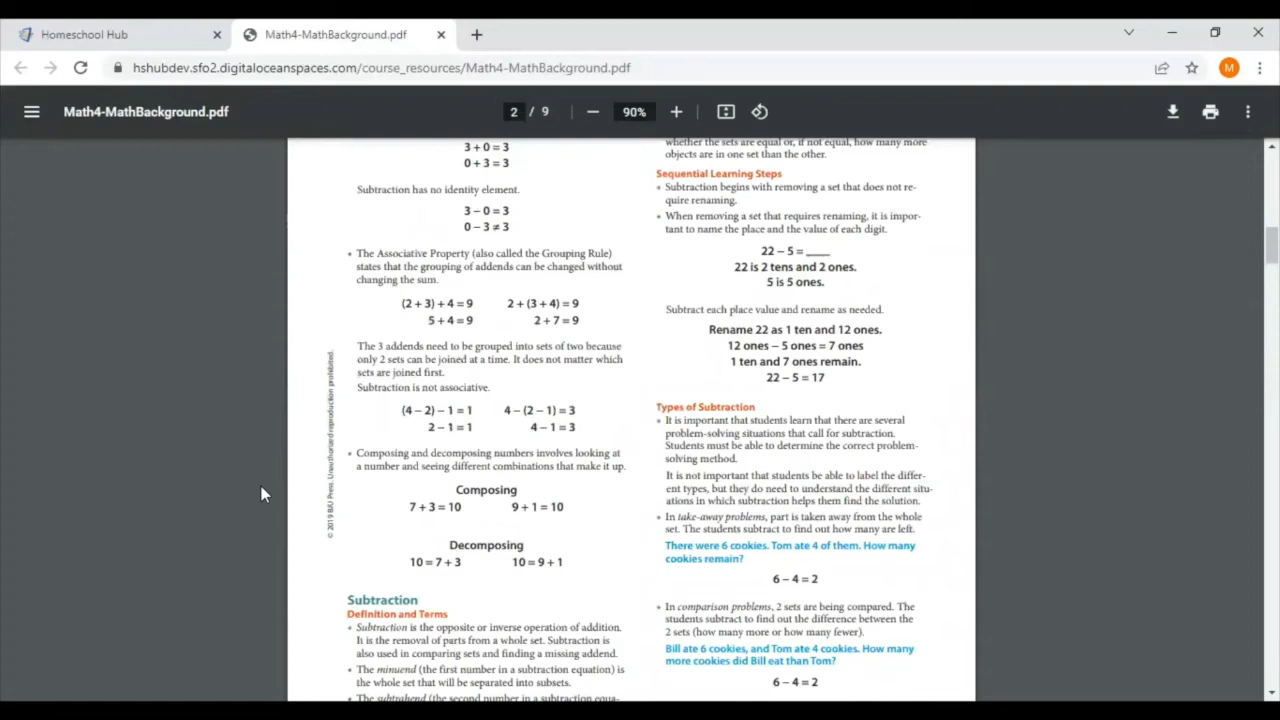 Homeschool Hub
Math4-MathBackground.pdf
hshubdev.sfo2.digitaloceanspaces.com/course_resources/Math4-MathBackground.pdf
M
Math4-MathBackground.pdf
2 / 9
90%
3 + 0 = 3
0 + 3 = 3
Subtraction has no identity element.
3 – 0 = 3
0 – 3 ≠ 3
• The Associative Property (also called the Grouping Rule)
states that the grouping of addends can be changed without
changing the sum.
(2 + 3) + 4 = 9 2 + (3 + 4) = 9
5 + 4 = 9 2 + 7 = 9
The 3 addends need to be grouped into sets of two because
only 2 sets can be joined at a time. It does not matter which
sets are joined first.
Subtraction is not associative.
(4 – 2) – 1 = 1 4 – (2 – 1) = 3
2 – 1 = 1 4 – 1 = 3
• Composing and decomposing numbers involves looking at
a number and seeing different combinations that make it up.
Composing
7 + 3 = 10 9 + 1 = 10
Decomposing
10 = 7 + 3 10 = 9 + 1
Subtraction
Definition and Terms
• Subtraction is the opposite or inverse operation of addition.
It is the removal of parts from a whole set. Subtraction is
also used in comparing sets and finding a missing addend.
• The minuend (the first number in a subtraction equation) is
the whole set that will be separated into subsets.
• The subtrahend (the second number in a subtraction equa-
© 2019 BJU Press. Unauthorized reproduction prohibited.
whether the sets are equal or, if not equal, how many more
objects are in one set than the other.
Sequential Learning Steps
• Subtraction begins with removing a set that does not re-
quire renaming.
• When removing a set that requires renaming, it is impor-
tant to name the place and the value of each digit.
22 – 5 = ____
22 is 2 tens and 2 ones.
5 is 5 ones.
Subtract each place value and rename as needed.
Rename 22 as 1 ten and 12 ones.
12 ones – 5 ones = 7 ones
1 ten and 7 ones remain.
22 – 5 = 17
Types of Subtraction
• It is important that students learn that there are several
problem-solving situations that call for subtraction.
Students must be able to determine the correct problem-
solving method.
It is not important that students be able to label the differ-
ent types, but they do need to understand the different situ-
ations in which subtraction helps them find the solution.
• In take-away problems, part is taken away from the whole
set. The students subtract to find out how many are left.
There were 6 cookies. Tom ate 4 of them. How many
cookies remain?
6 – 4 = 2
• In comparison problems, 2 sets are being compared. The
students subtract to find out the difference between the
2 sets (how many more or how many fewer).
Bill ate 6 cookies, and Tom ate 4 cookies. How many
more cookies did Bill eat than Tom?
6 – 4 = 2